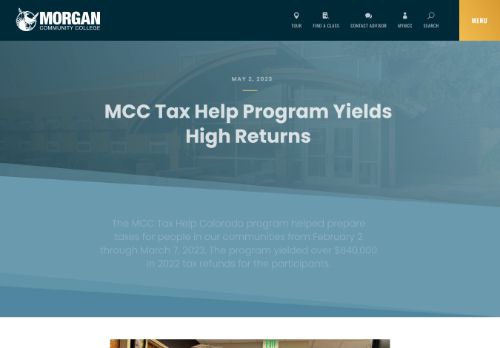 MORGAN
COMMUNITY COLLEGE
TOUR
FIND A CLASS
CONTACT ADVISOR
MYMCC
SEARCH
MENU
MAY 2, 2023
MCC Tax Help Program Yields
High Returns
The MCC Tax Help Colorado program helped prepare
taxes for people in our communities from February 2
through March 7, 2023. The program yielded over $840,000
in 2022 tax refunds for the participants.